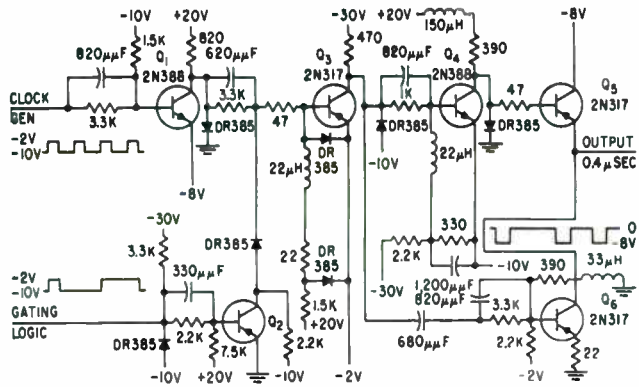 -10V +20V -30V +20V 150μH -8V
820μμF 1.5K Q1 820 620μμF Q3 470 820μμF Q4 390 Q5
2N388 2N317 2N388 2N317
CLOCK GEN 3.3K 3.3K 47 1K 47
DR385 DR 385 DR385 DR385 OUTPUT
-2V -10V 22μH -10V 22μH 0.4μSEC
-8V
-30V 330 0 -8V
3.3K DR385 22 DR 385 2.2K -10V 390 33μH
-2V -10V 330μμF -30V 1,200μμF
GATING LOGIC Q2 1.5K 820μμF 3.3K Q6
2.2K +20V 2N317
DR385 7.5K 2.2K 680μμF 2.2K 22
-10V +20V -10V -2V -2V